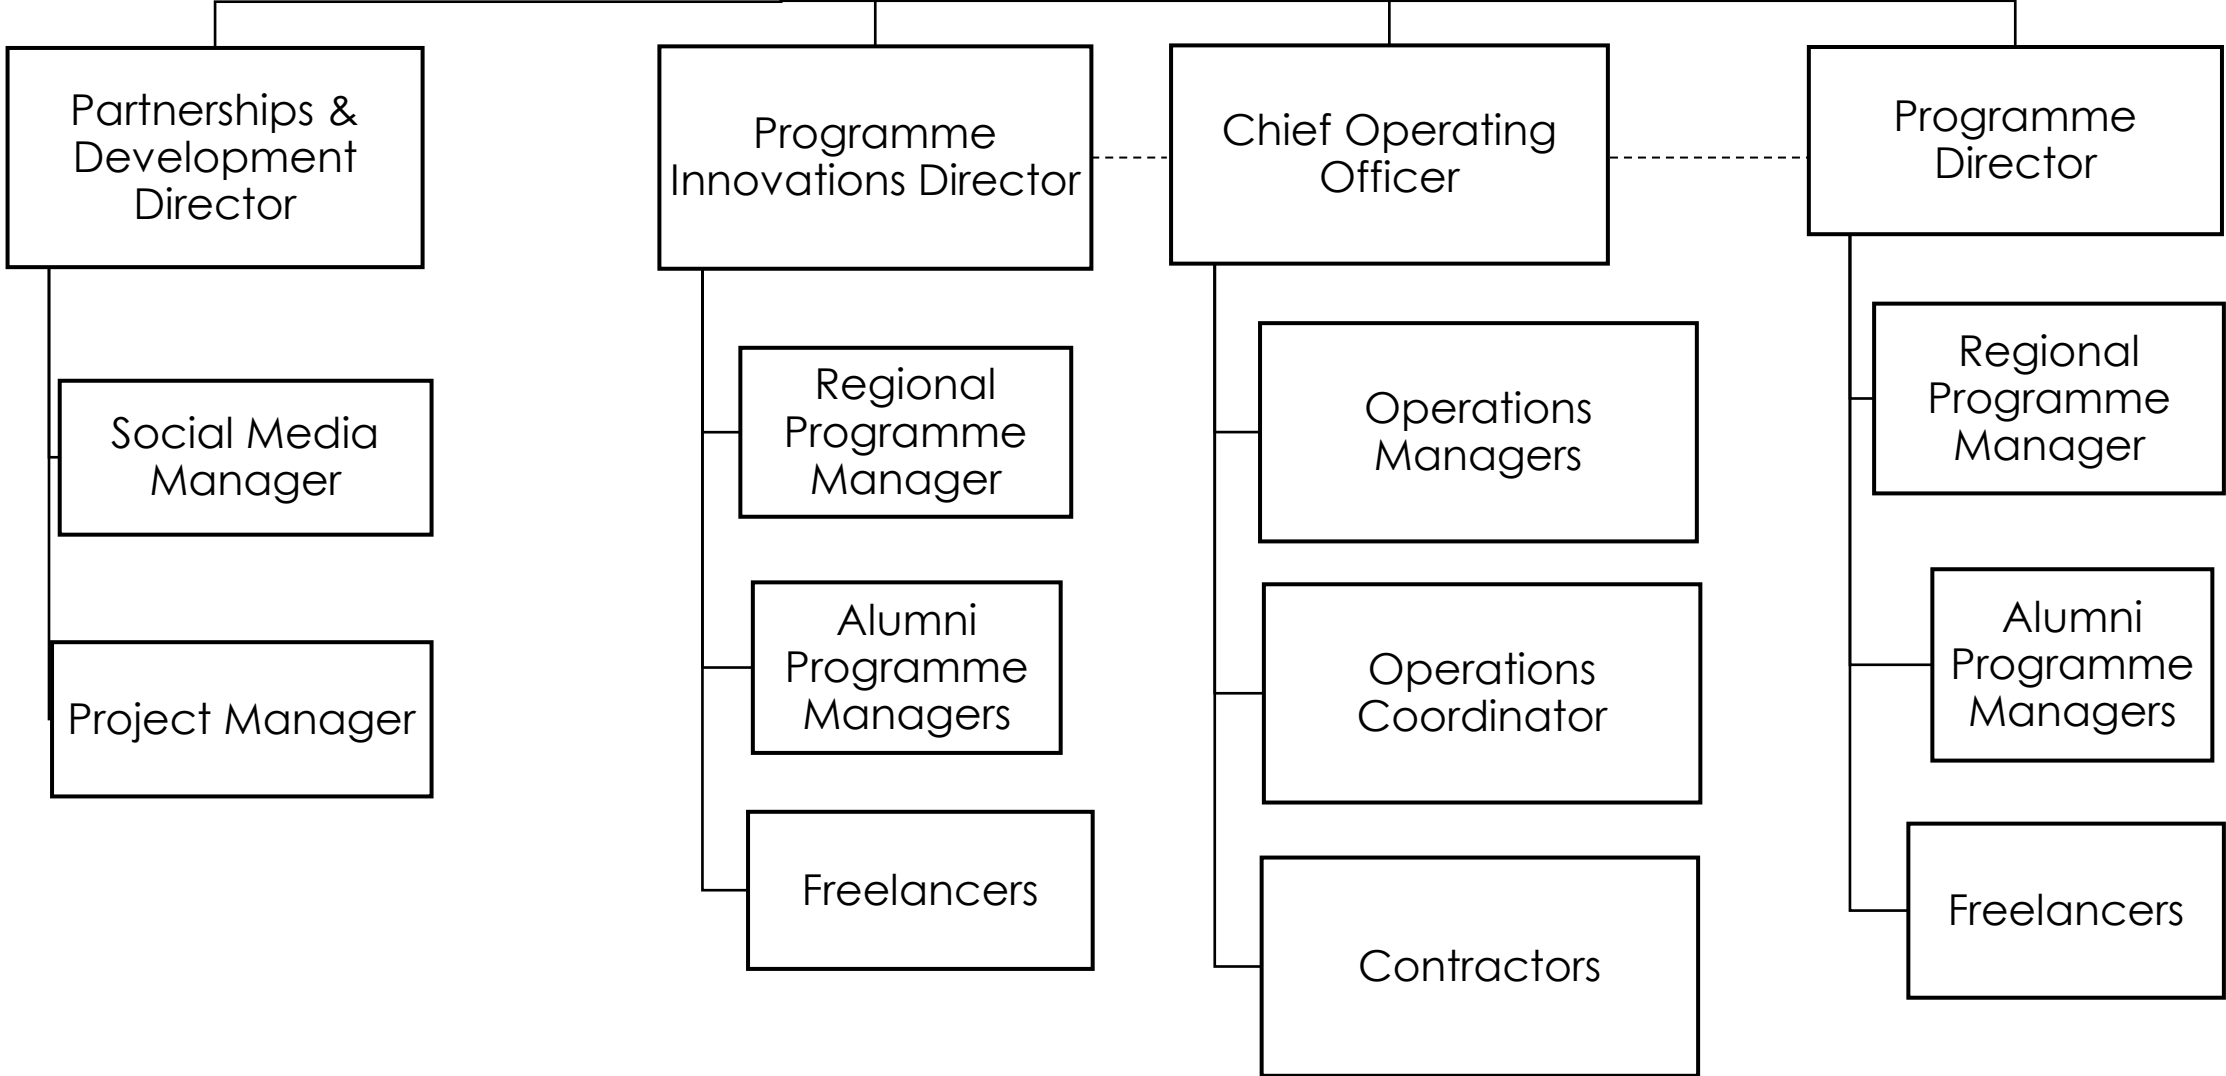 Partnerships &
Development
Director
Programme
Innovations Director
Chief Operating
Officer
Programme
Director
Social Media
Manager
Project Manager
Regional
Programme
Manager
Alumni
Programme
Managers
Freelancers
Operations
Managers
Operations
Coordinator
Contractors
Regional
Programme
Manager
Alumni
Programme
Managers
Freelancers